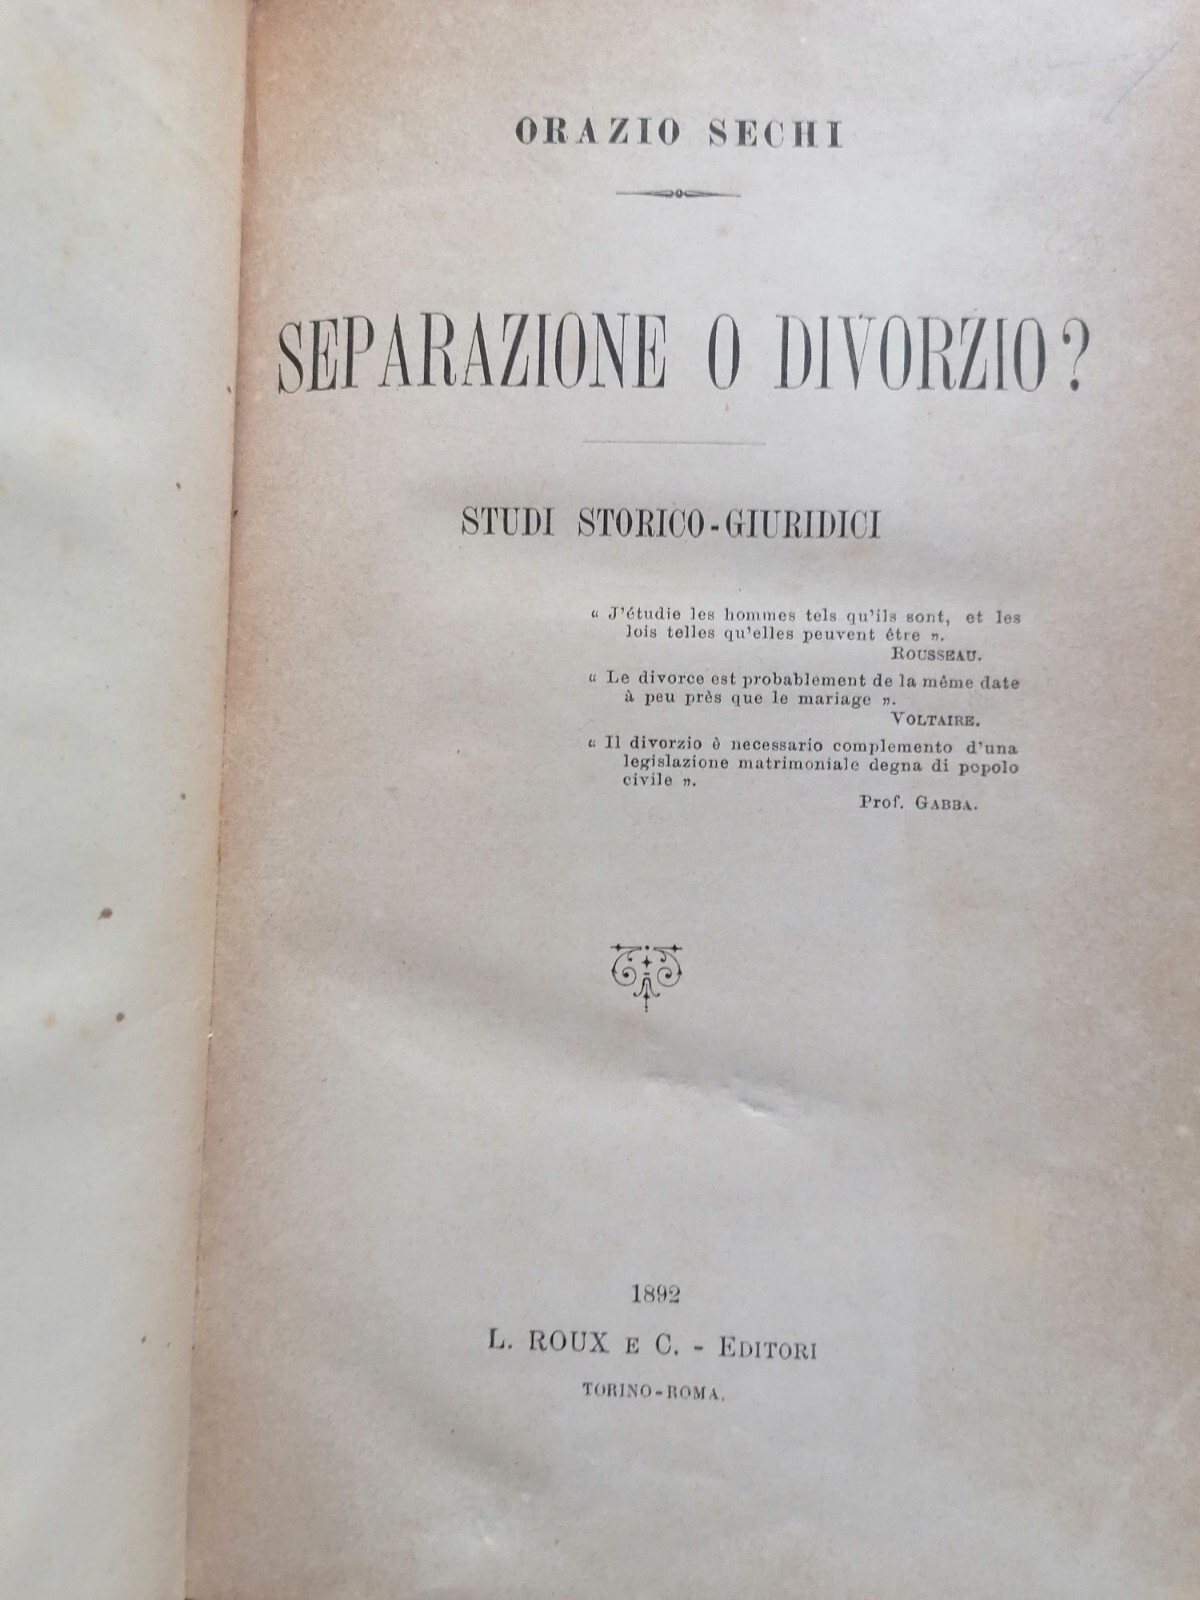 ORAZIO SECHI
SEPARAZIONE O DIVORZIO?
STUDI STORICO-GIURIDICI
“ J'étudie les hommes tels qu'ils sont, et les
lois telles qu'elles peuvent étre ”.
ROUSSEAU.
“ Le divorce est probablement de la même date
à peu près que le mariage ”.
VOLTAIRE.
“ Il divorzio è necessario complemento d'una
legislazione matrimoniale degna di popolo
civile ”.
Prof. GABBA.
1892
L. ROUX E C. - EDITORI
TORINO-ROMA.